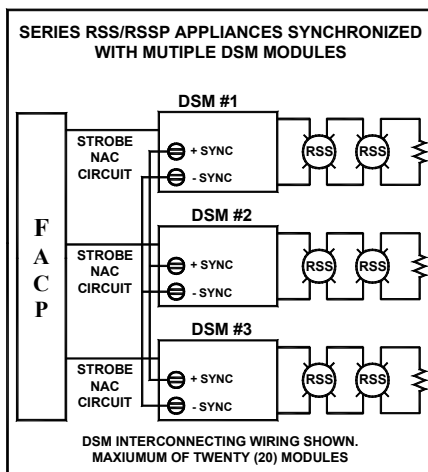 SERIES RSS/RSSP APPLIANCES SYNCHRONIZED
WITH MUTIPLE DSM MODULES
DSM #1
STROBE
NAC
CIRCUIT
+ SYNC
- SYNC
RSS RSS
DSM #2
STROBE
NAC
CIRCUIT
+ SYNC
- SYNC
RSS RSS
DSM #3
STROBE
NAC
CIRCUIT
+ SYNC
- SYNC
RSS RSS
F
A
C
P
DSM INTERCONNECTING WIRING SHOWN.
MAXIUMUM OF TWENTY (20) MODULES